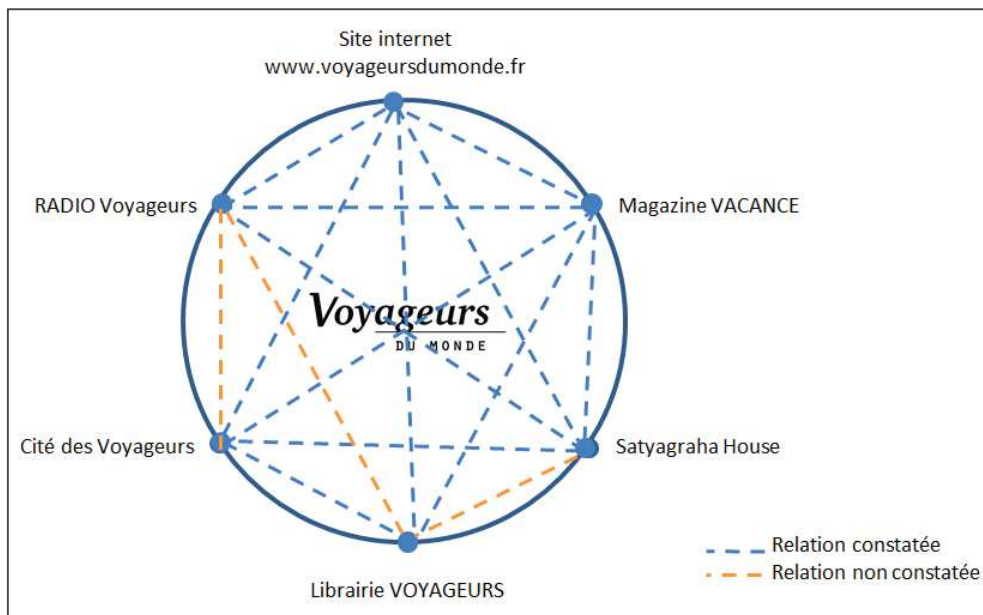 Site internet
www.voyageursdumonde.fr
RADIO Voyageurs
Magazine VACANCE
Voyageurs
DU MONDE
Cité des Voyageurs
Satyagraha House
Relation constatée
Relation non constatée
Librairie VOYAGEURS